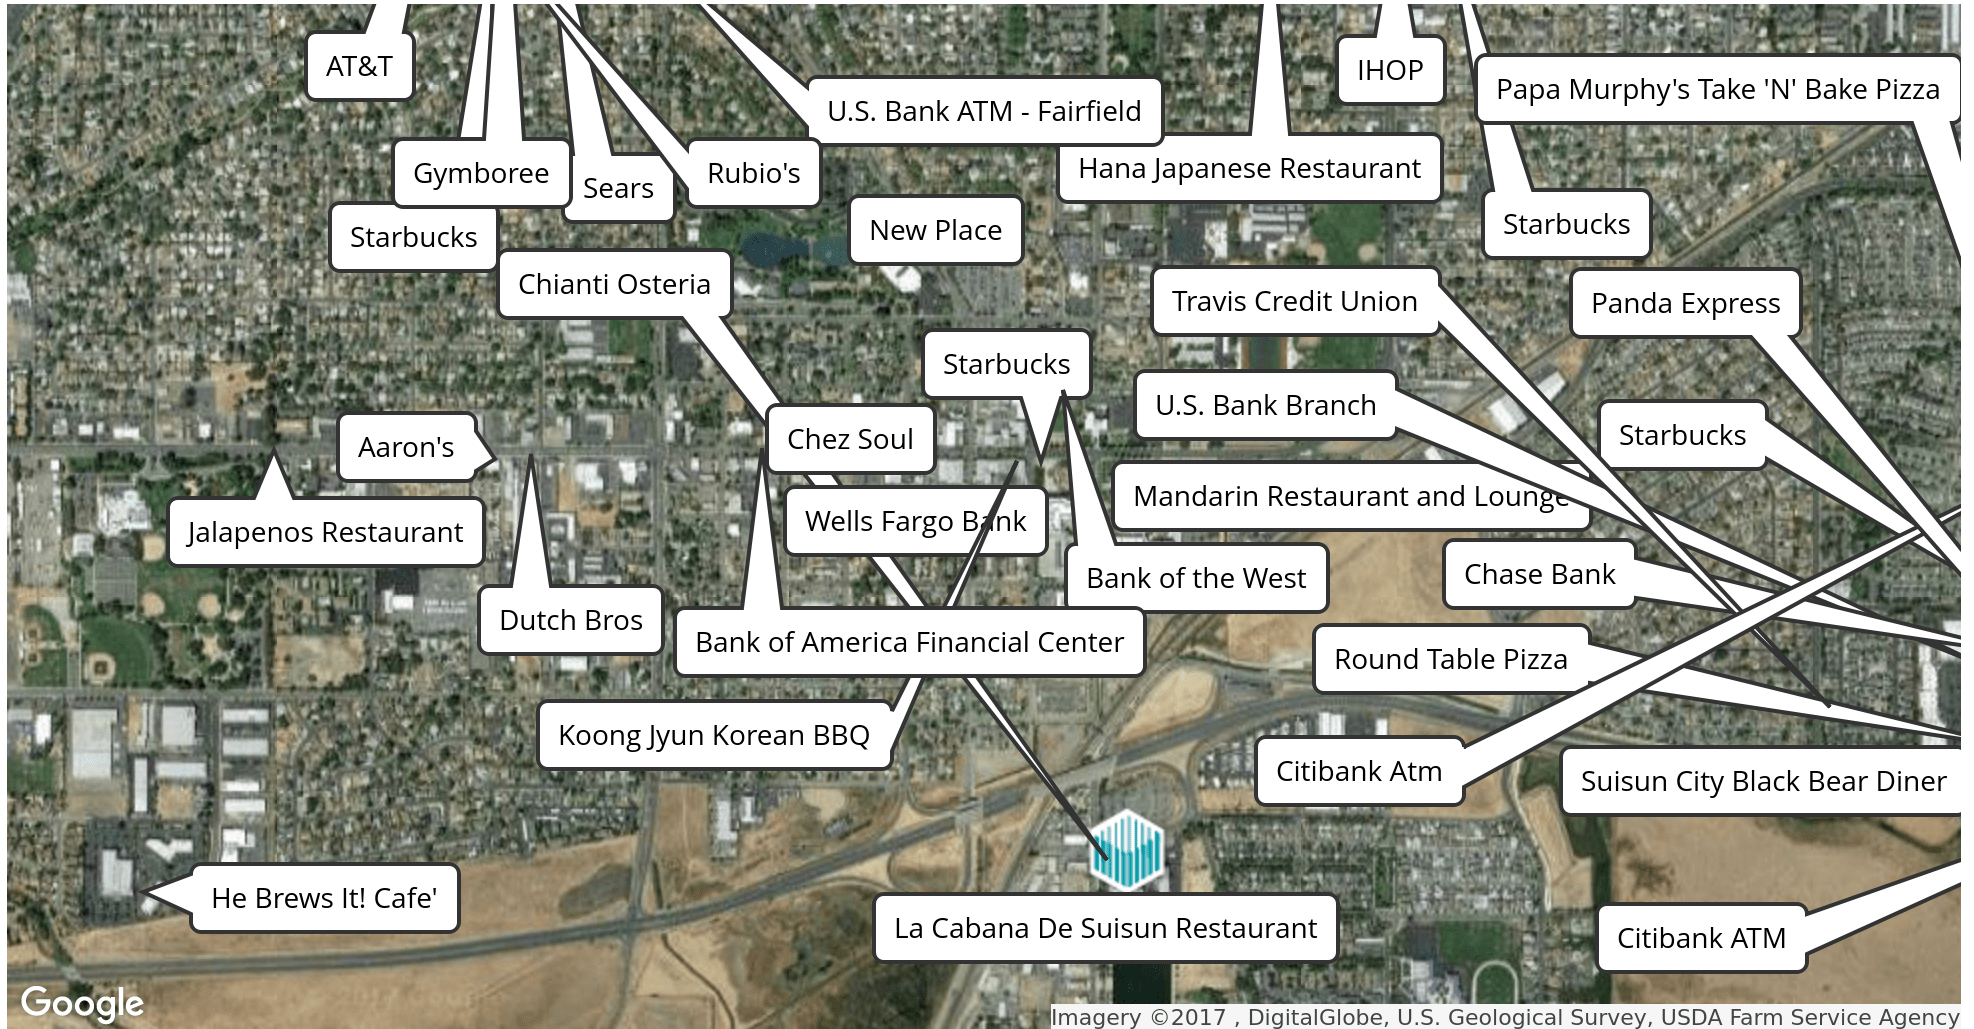 AT&T
IHOP
Papa Murphy's Take 'N' Bake Pizza
U.S. Bank ATM - Fairfield
Gymboree
Sears
Rubio's
Hana Japanese Restaurant
Starbucks
New Place
Starbucks
Chianti Osteria
Travis Credit Union
Panda Express
Starbucks
U.S. Bank Branch
Aaron's
Chez Soul
Starbucks
Mandarin Restaurant and Lounge
Jalapenos Restaurant
Wells Fargo Bank
Bank of the West
Chase Bank
Dutch Bros
Bank of America Financial Center
Round Table Pizza
Koong Jyun Korean BBQ
Citibank Atm
Suisun City Black Bear Diner
He Brews It! Cafe'
La Cabana De Suisun Restaurant
Citibank ATM
Google
Imagery ©2017 , DigitalGlobe, U.S. Geological Survey, USDA Farm Service Agency